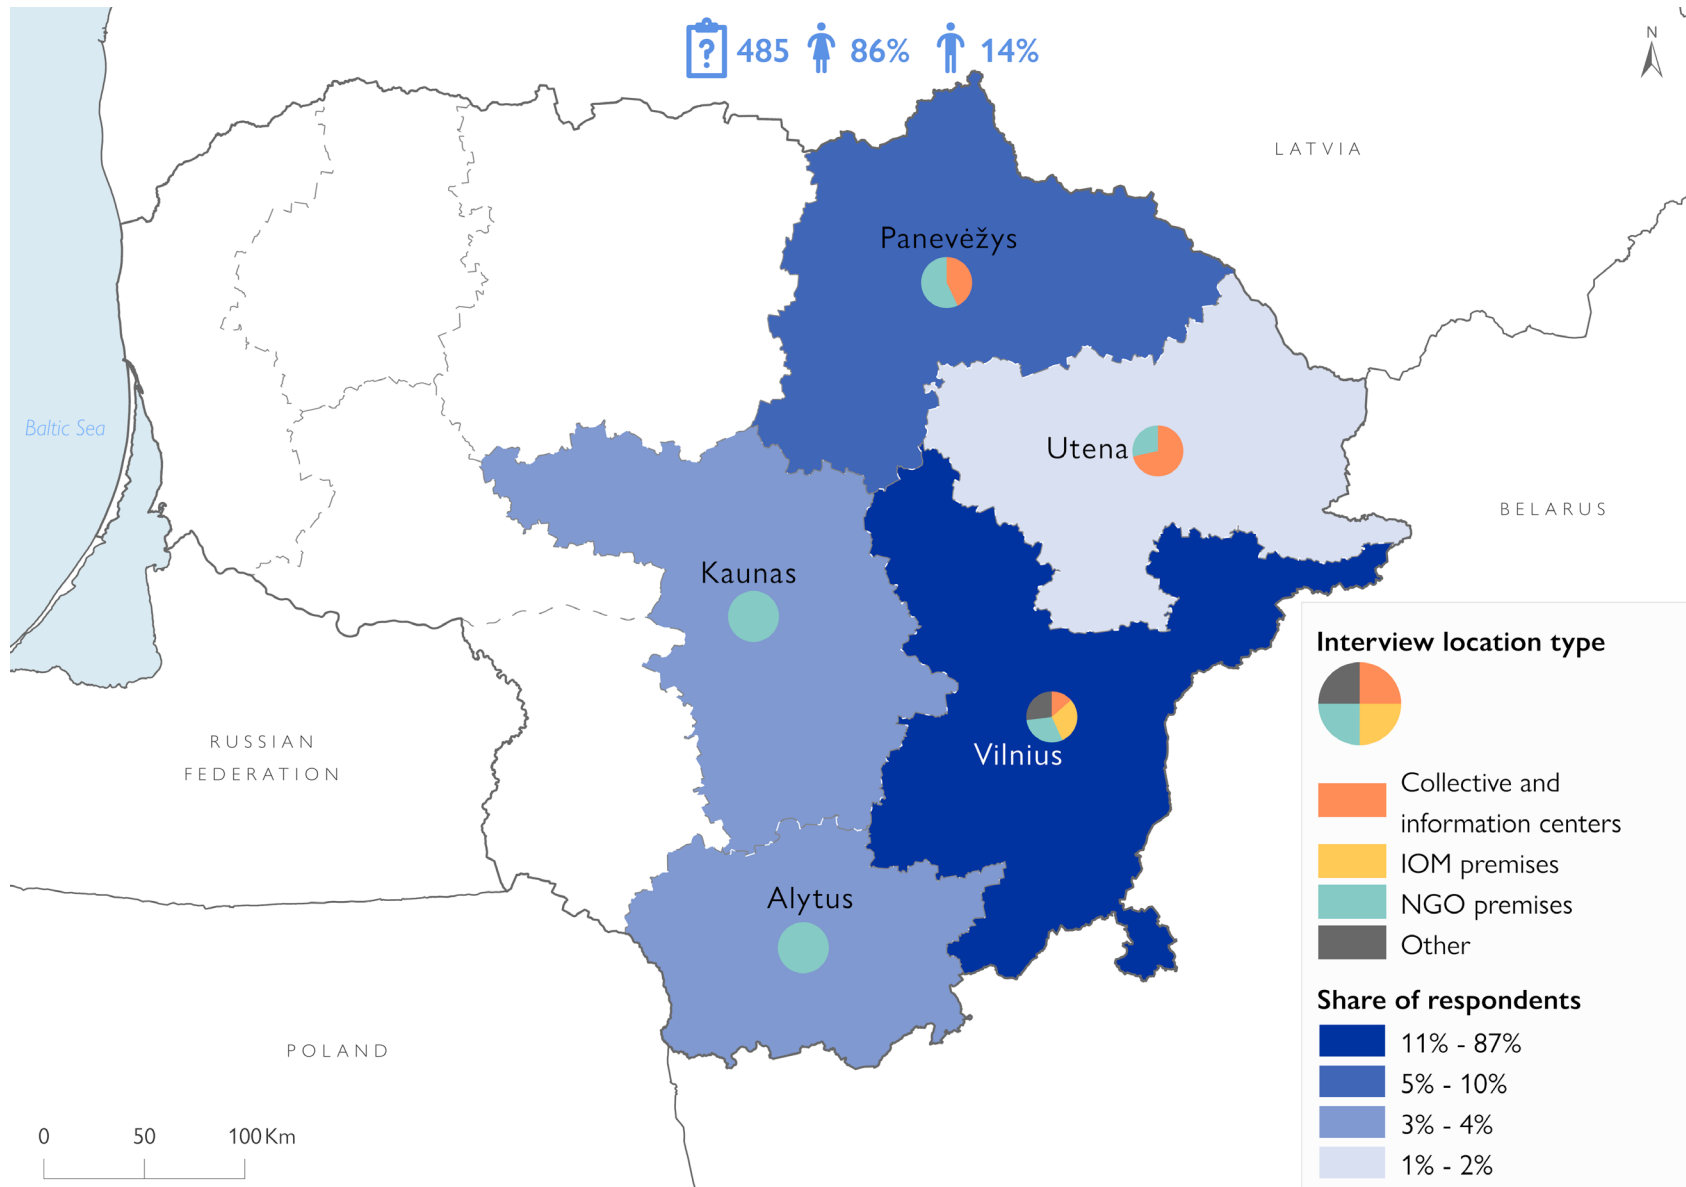 ? 485 86% 14%
N
LATVIA
Panevėžys
Baltic Sea
Utena
BELARUS
Kaunas
RUSSIAN
FEDERATION
Vilnius
Alytus
POLAND
0 50 100 Km
Interview location type
Collective and
information centers
IOM premises
NGO premises
Other
Share of respondents
11% - 87%
5% - 10%
3% - 4%
1% - 2%